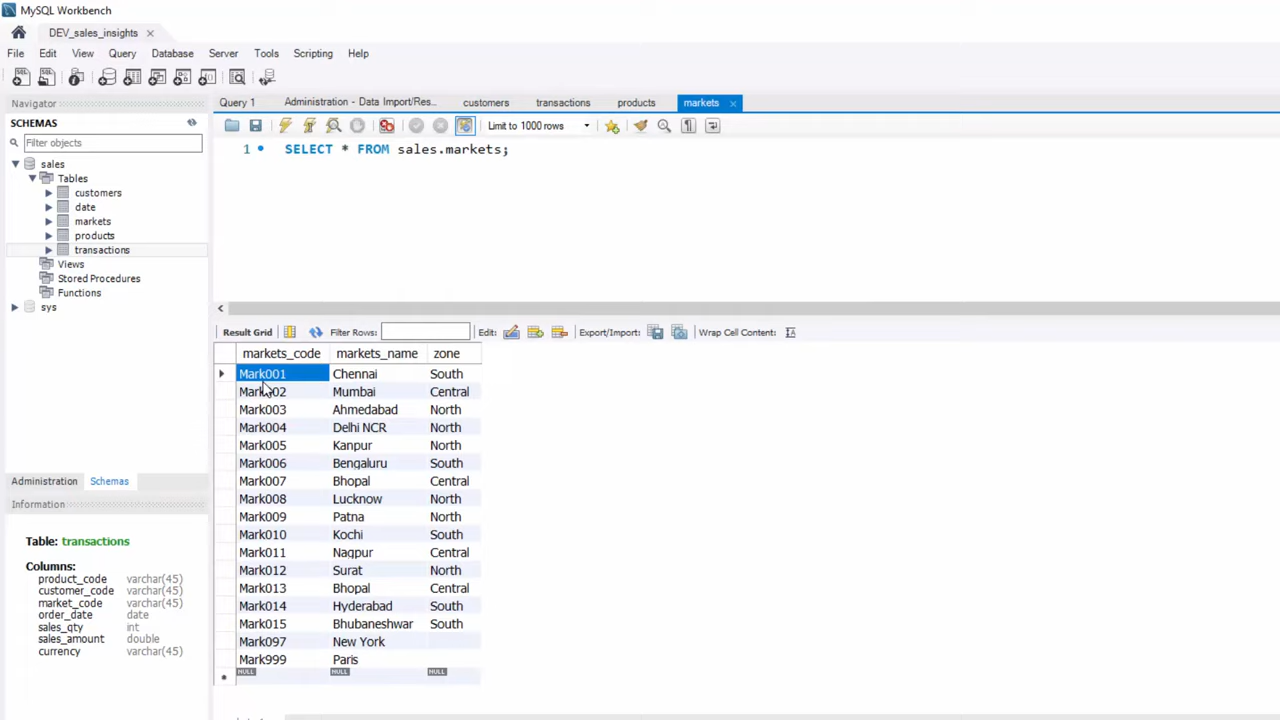 MySQL Workbench
DEV_sales_insights
File Edit View Query Database Server Tools Scripting Help
Navigator
SCHEMAS
Filter objects
sales
Tables
customers
date
markets
products
transactions
Views
Stored Procedures
Functions
sys
Administration Schemas
Information
Table: transactions
Columns:
product_code varchar(45)
customer_code varchar(45)
market_code varchar(45)
order_date date
sales_qty int
sales_amount double
currency varchar(45)
Query 1 Administration - Data Import/Res... customers transactions products markets
Limit to 1000 rows
1 SELECT * FROM sales.markets;
Result Grid Filter Rows: Edit: Export/Import: Wrap Cell Content:
markets_code markets_name zone
Mark001 Chennai South
Mark002 Mumbai Central
Mark003 Ahmedabad North
Mark004 Delhi NCR North
Mark005 Kanpur North
Mark006 Bengaluru South
Mark007 Bhopal Central
Mark008 Lucknow North
Mark009 Patna North
Mark010 Kochi South
Mark011 Nagpur Central
Mark012 Surat North
Mark013 Bhopal Central
Mark014 Hyderabad South
Mark015 Bhubaneshwar South
Mark097 New York
Mark999 Paris
NULL NULL NULL